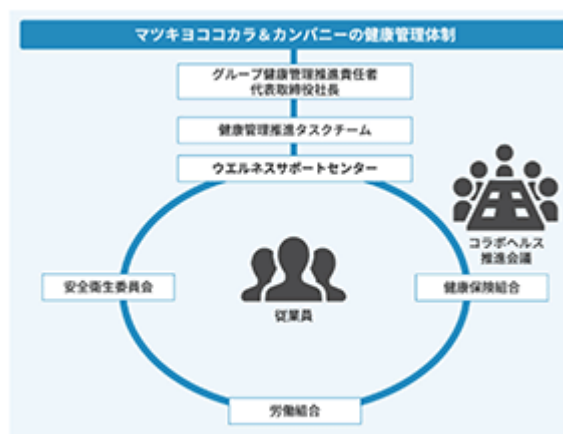 マツキヨココカラ＆カンパニーの健康管理体制
グループ健康管理推進責任者
代表取締役社長
健康管理推進タスクチーム
ウエルネスサポートセンター
コラボヘルス
推進会議
安全衛生委員会
健康保険組合
従業員
労働組合